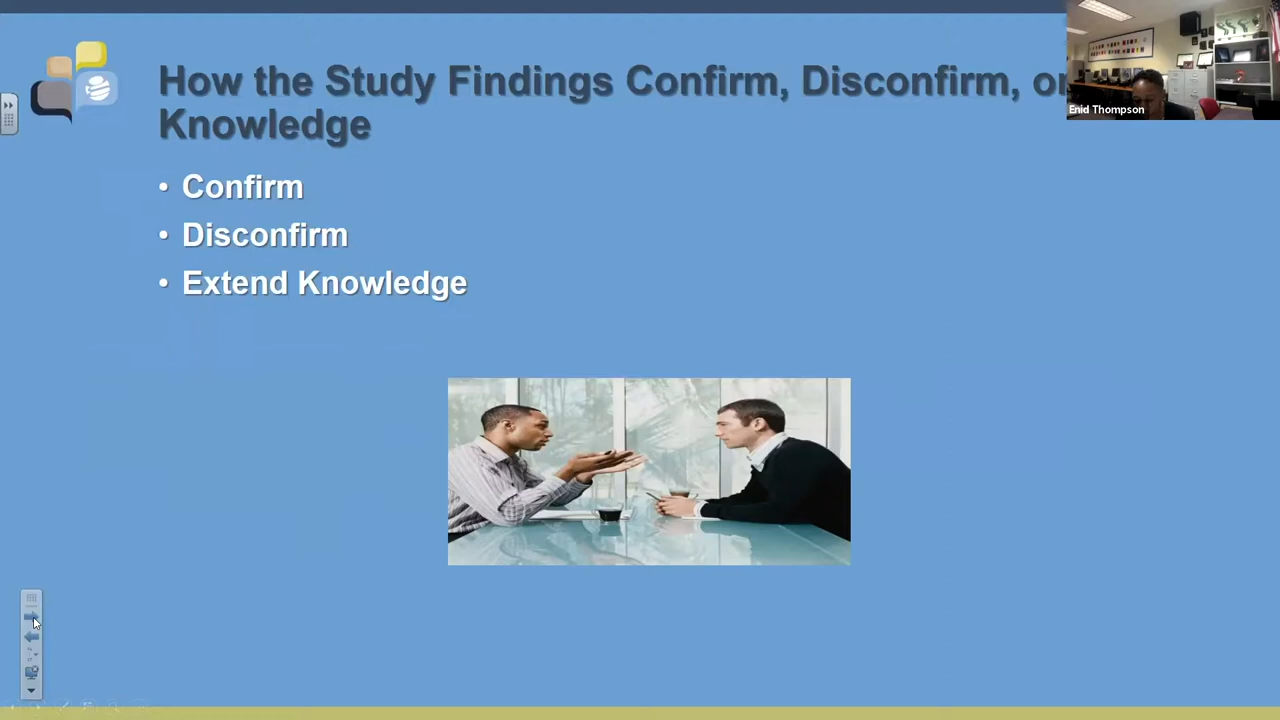 How the Study Findings Confirm, Disconfirm, or
Knowledge
• Confirm
• Disconfirm
• Extend Knowledge
Enid Thompson